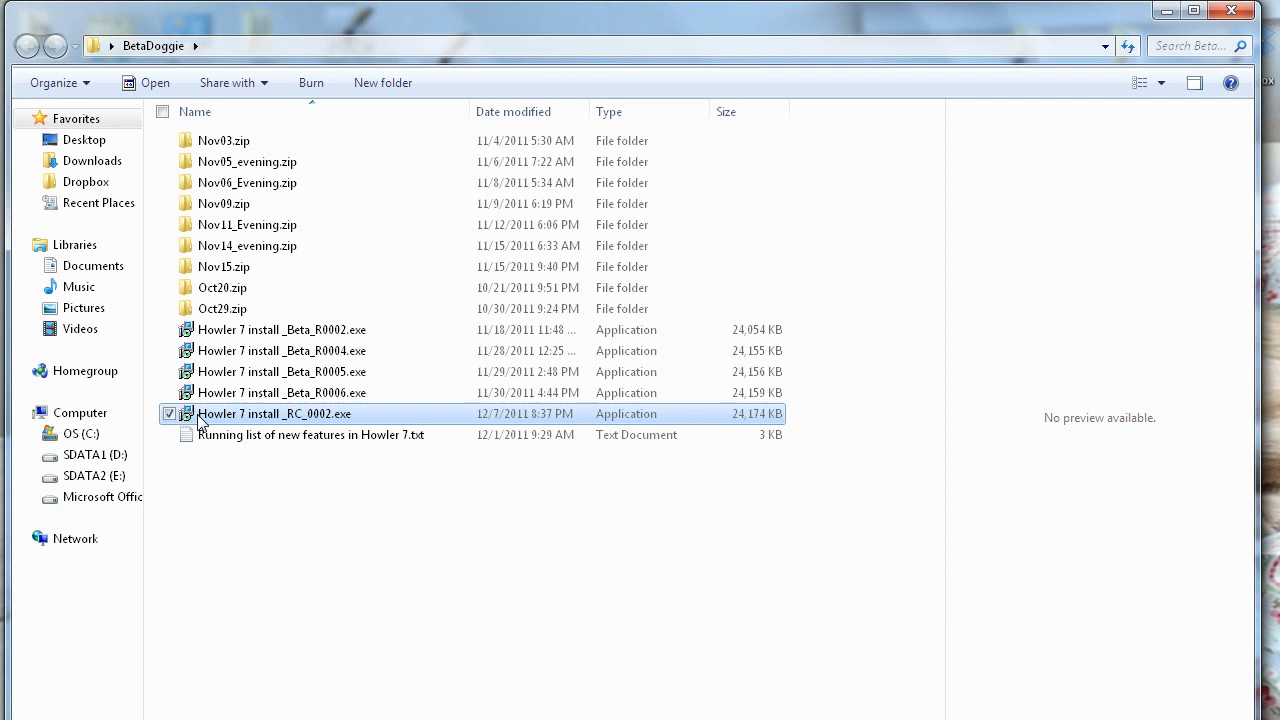 BetaDoggie
Search Beta...
Organize Open Share with Burn New folder
Name Date modified Type Size
Favorites
Desktop
Downloads
Dropbox
Recent Places
Libraries
Documents
Music
Pictures
Videos
Homegroup
Computer
OS (C:)
SDATA1 (D:)
SDATA2 (E:)
Microsoft Offic
Network
Nov03.zip 11/4/2011 5:30 AM File folder
Nov05_evening.zip 11/6/2011 7:22 AM File folder
Nov06_Evening.zip 11/8/2011 5:34 AM File folder
Nov09.zip 11/9/2011 6:19 PM File folder
Nov11_Evening.zip 11/12/2011 6:06 PM File folder
Nov14_evening.zip 11/15/2011 6:33 AM File folder
Nov15.zip 11/15/2011 9:40 PM File folder
Oct20.zip 10/21/2011 9:51 PM File folder
Oct29.zip 10/30/2011 9:24 PM File folder
Howler 7 install _Beta_R0002.exe 11/18/2011 11:48 ... Application 24,054 KB
Howler 7 install _Beta_R0004.exe 11/28/2011 12:25 ... Application 24,155 KB
Howler 7 install _Beta_R0005.exe 11/29/2011 2:48 PM Application 24,156 KB
Howler 7 install _Beta_R0006.exe 11/30/2011 4:44 PM Application 24,159 KB
Howler 7 install _RC_0002.exe 12/7/2011 8:37 PM Application 24,174 KB
Running list of new features in Howler 7.txt 12/1/2011 9:29 AM Text Document 3 KB
No preview available.